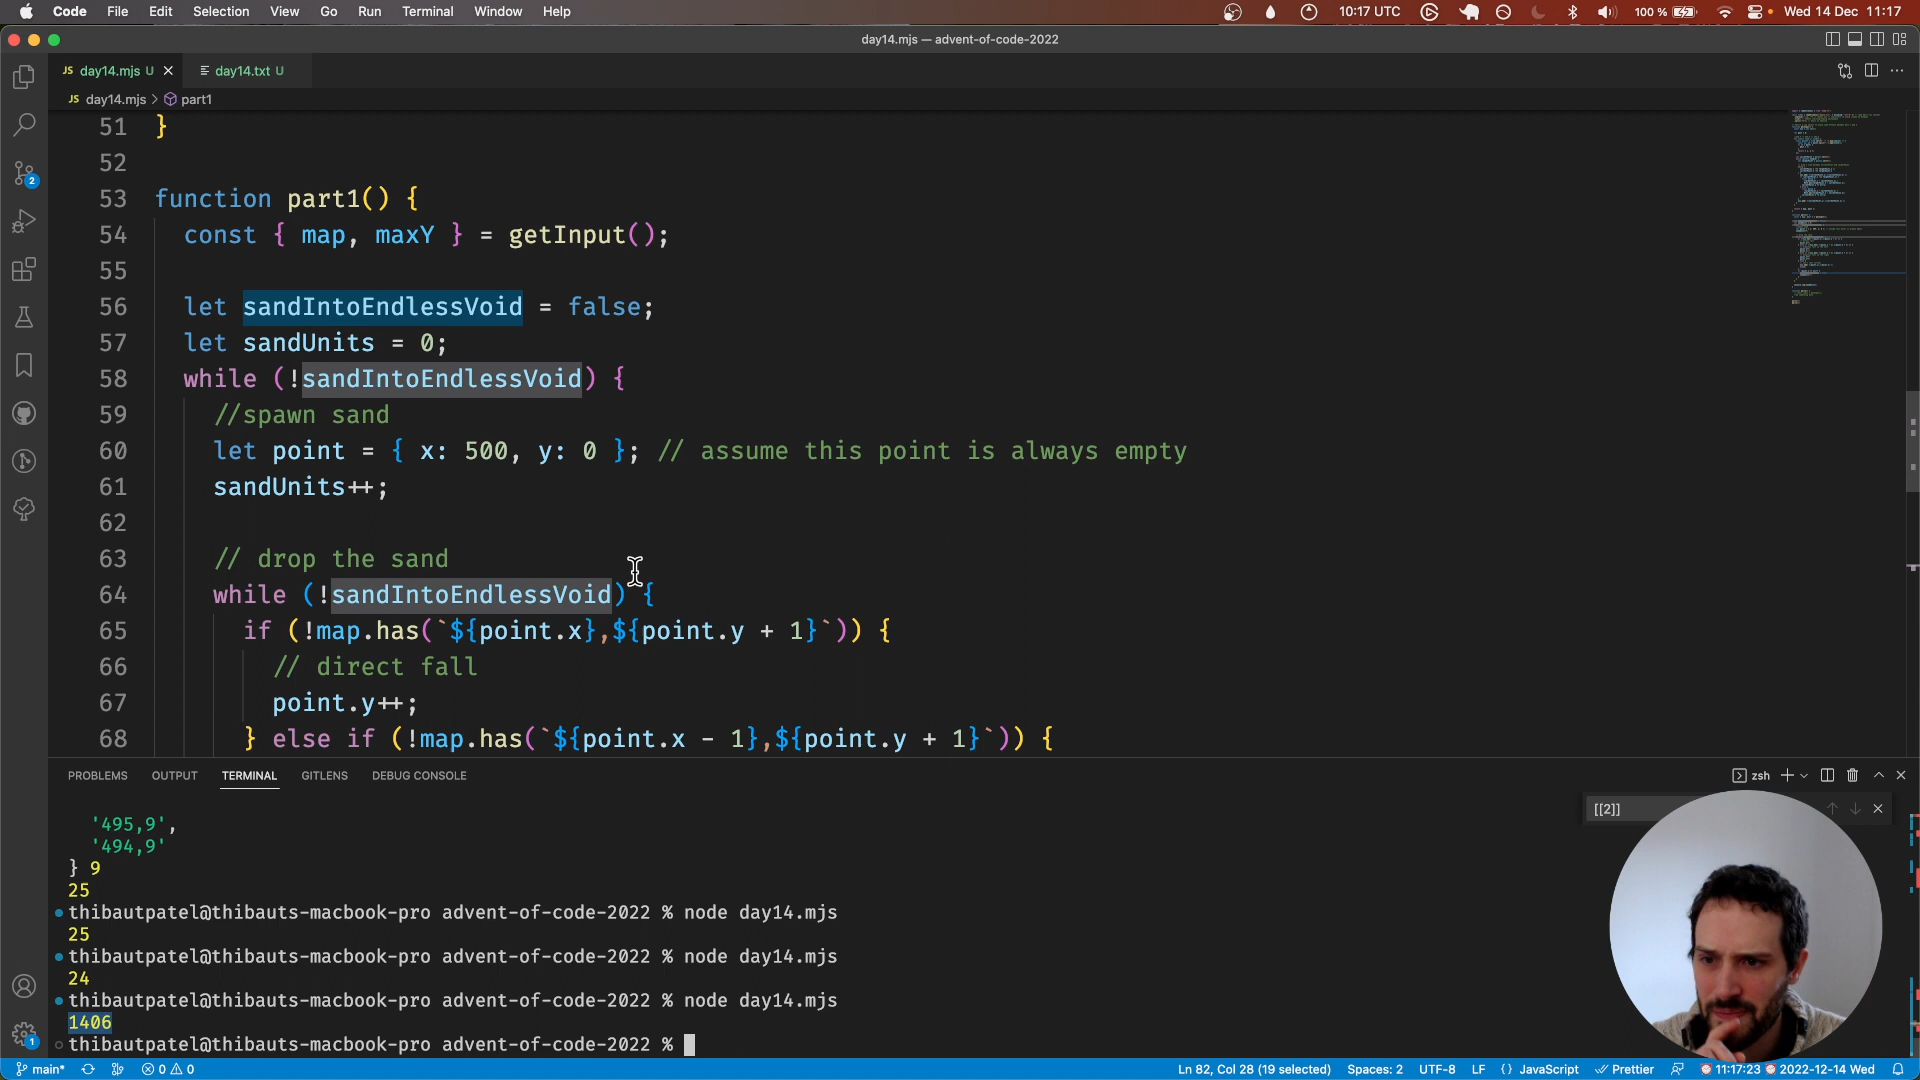 Code File Edit Selection View Go Run Terminal Window Help 10:17 UTC 100 % Wed 14 Dec 11:17
day14.mjs — advent-of-code-2022
JS day14.mjs U day14.txt U
JS day14.mjs > part1
51 }
52
53 function part1() {
54 const { map, maxY } = getInput();
55
56 let sandIntoEndlessVoid = false;
57 let sandUnits = 0;
58 while (!sandIntoEndlessVoid) {
59 //spawn sand
60 let point = { x: 500, y: 0 }; // assume this point is always empty
61 sandUnits++;
62
63 // drop the sand
64 while (!sandIntoEndlessVoid) {
65 if (!map.has(`${point.x},${point.y + 1}`)) {
66 // direct fall
67 point.y++;
68 } else if (!map.has(`${point.x - 1},${point.y + 1}`)) {
PROBLEMS OUTPUT TERMINAL GITLENS DEBUG CONSOLE zsh
[[2]]
'495,9',
'494,9'
} 9
25
thibautpatel@thibauts-macbook-pro advent-of-code-2022 % node day14.mjs
25
thibautpatel@thibauts-macbook-pro advent-of-code-2022 % node day14.mjs
24
thibautpatel@thibauts-macbook-pro advent-of-code-2022 % node day14.mjs
1406
thibautpatel@thibauts-macbook-pro advent-of-code-2022 %
main* 0 0 Ln 82, Col 28 (19 selected) Spaces: 2 UTF-8 LF {} JavaScript Prettier 11:17:23 2022-12-14 Wed
2
1